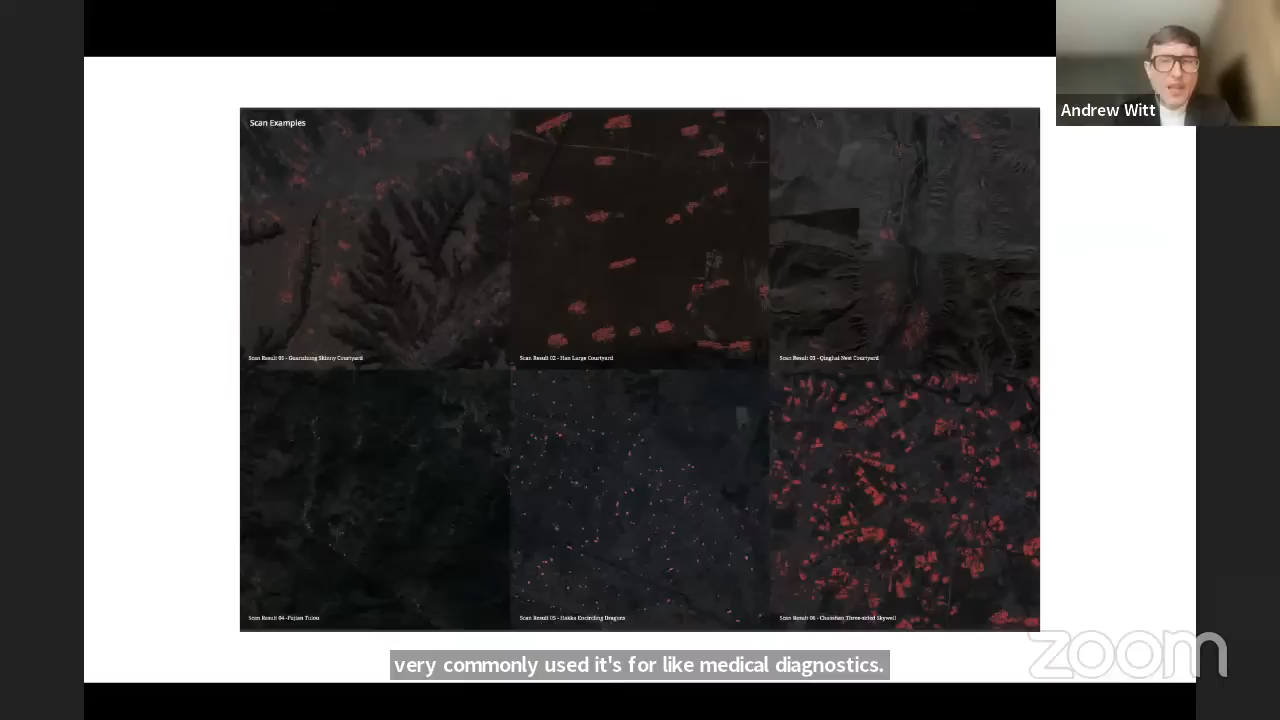 Andrew Witt
Scan Examples
Scan Result 01 - Guanzhong Skinny Courtyard
Scan Result 02 - Han Large Courtyard
Scan Result 03 - Qinghai Nest Courtyard
Scan Result 04 - Fujian Tulou
Scan Result 05 - Hakka Encircling Dragons
Scan Result 06 - Chaoshan Three-sided Skywell
very commonly used it's for like medical diagnostics.
zoom